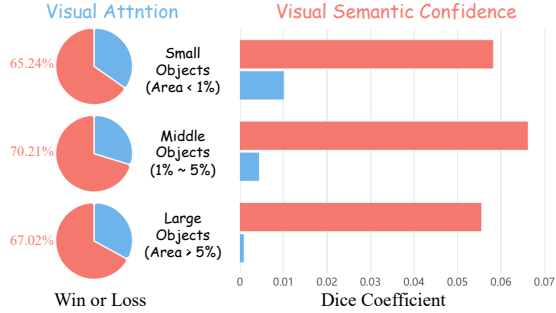 Visual Attntion
Visual Semantic Confidence
65.24%
Small
Objects
(Area < 1%)
70.21%
Middle
Objects
(1% ~ 5%)
67.02%
Large
Objects
(Area > 5%)
0 0.01 0.02 0.03 0.04 0.05 0.06 0.07
Win or Loss
Dice Coefficient